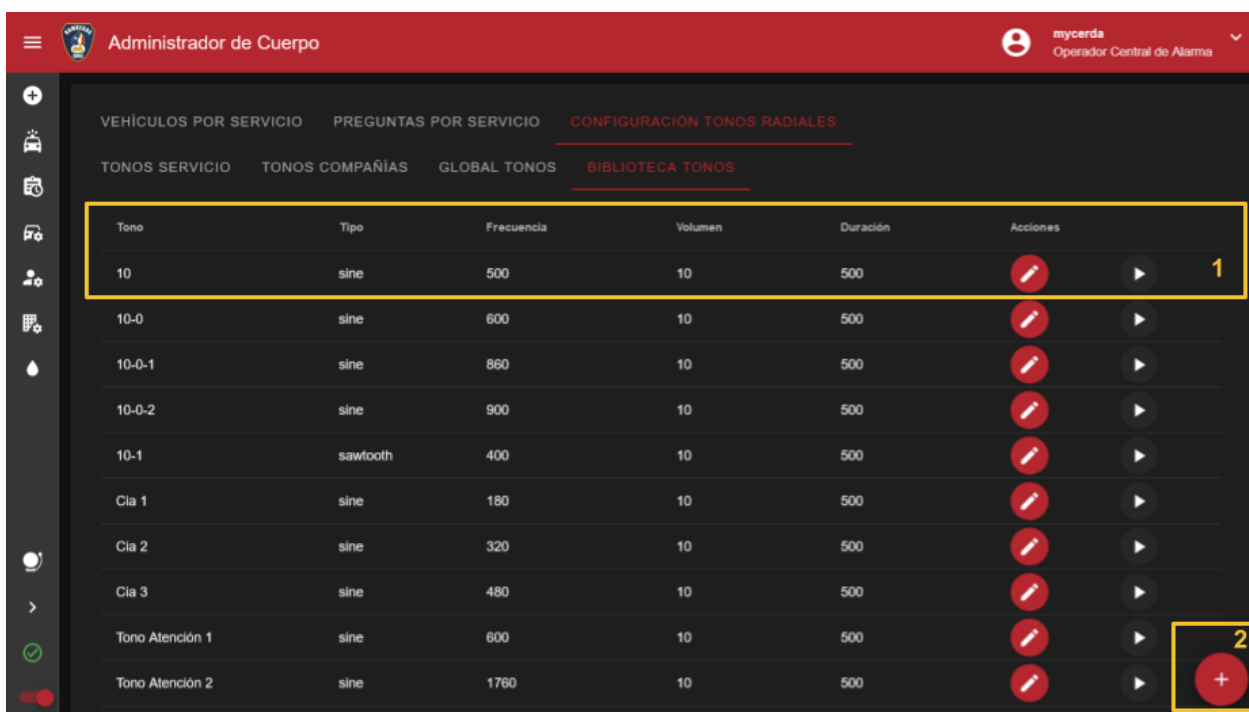 Administrador de Cuerpo
mycerda
Operador Central de Alarma
VEHÍCULOS POR SERVICIO PREGUNTAS POR SERVICIO CONFIGURACIÓN TONOS RADIALES
TONOS SERVICIO TONOS COMPAÑÍAS GLOBAL TONOS BIBLIOTECA TONOS
Tono Tipo Frecuencia Volumen Duración Acciones
10 sine 500 10 500 1
10-0 sine 600 10 500
10-0-1 sine 860 10 500
10-0-2 sine 900 10 500
10-1 sawtooth 400 10 500
Cia 1 sine 180 10 500
Cia 2 sine 320 10 500
Cia 3 sine 480 10 500
Tono Atención 1 sine 600 10 500 2
Tono Atención 2 sine 1760 10 500